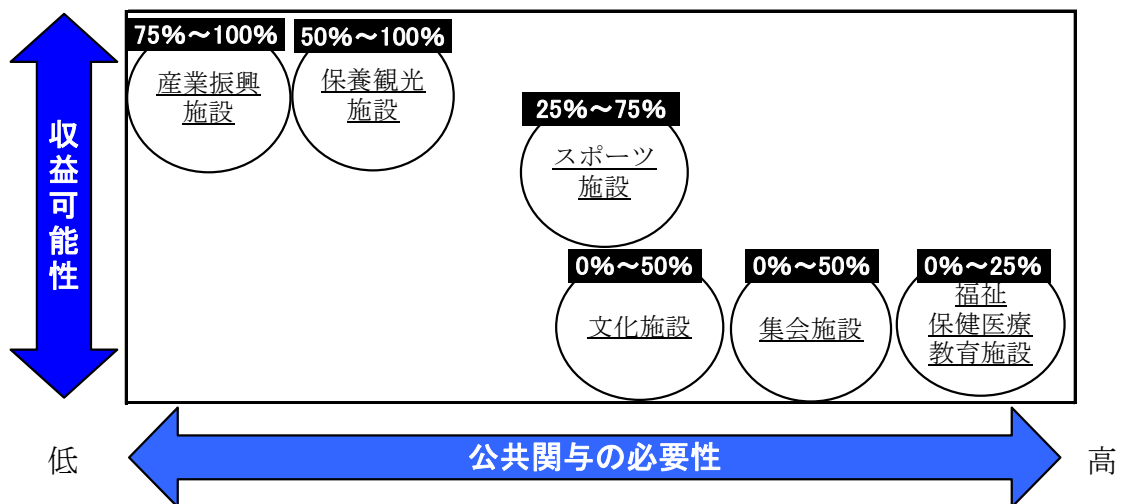 75%～100%
産業振興
施設
50%～100%
保養観光
施設
25%～75%
スポーツ
施設
0%～50%
文化施設
0%～50%
集会施設
0%～25%
福祉
保健医療
教育施設
収益可能性
低
公共関与の必要性
高